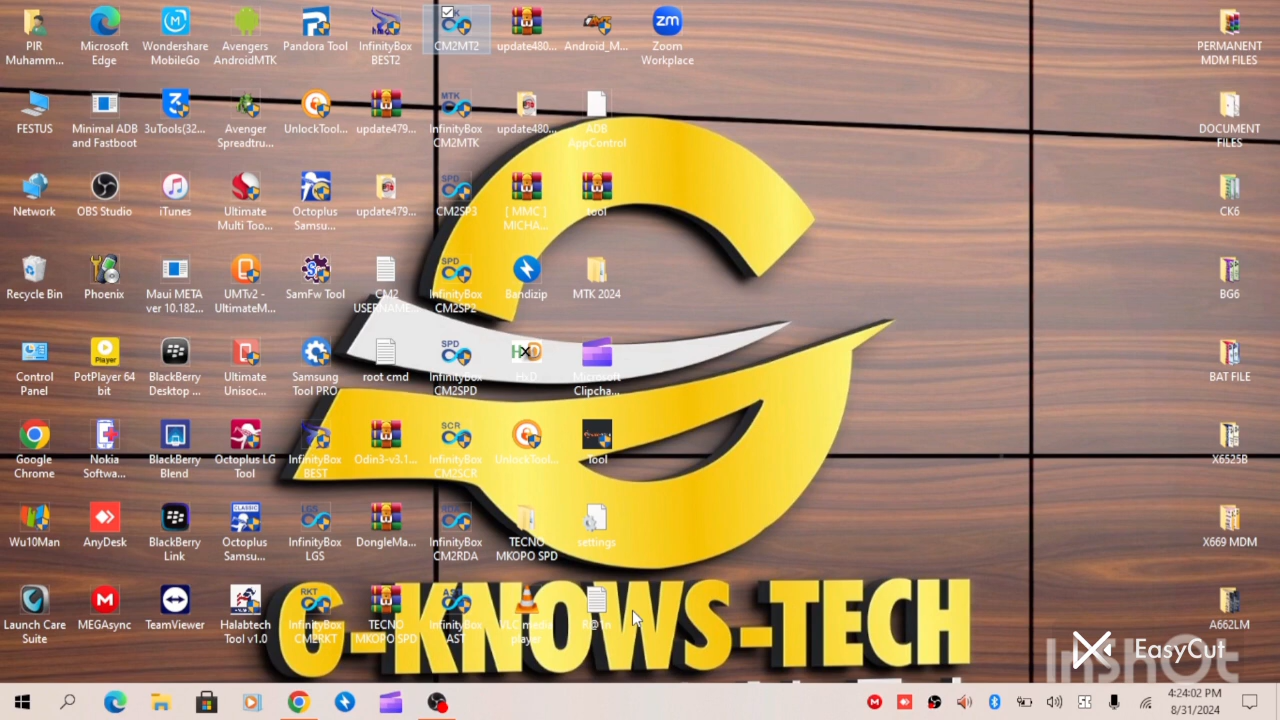 PIR
Muhamm...
Microsoft
Edge
Wondershare
MobileGo
Avengers
AndroidMTK
Pandora Tool
InfinityBox
BEST2
CM2MT2
update480...
Android_M...
Zoom
Workplace
PERMANENT
MDM FILES
FESTUS
Minimal ADB
and Fastboot
3uTools(32...
Avenger
Spreadtru...
UnlockTool...
update479...
InfinityBox
CM2MTK
update480...
ADB
AppControl
DOCUMENT
FILES
Network
OBS Studio
iTunes
Ultimate
Multi Too...
Octoplus
Samsu...
update479...
CM2SP3
[ MMC ]
MICHA...
tool
CK6
Recycle Bin
Phoenix
Maui META
ver 10.182...
UMTv2 -
UltimateM...
SamFw Tool
CM2
USERNAME...
InfinityBox
CM2SP2
Bandizip
MTK 2024
BG6
Control
Panel
PotPlayer 64
bit
BlackBerry
Desktop ...
Ultimate
Unisoc...
Samsung
Tool PRO
root cmd
InfinityBox
CM2SPD
HxD
Microsoft
Clipcha...
BAT FILE
Google
Chrome
Nokia
Softwa...
BlackBerry
Blend
Octoplus LG
Tool
InfinityBox
BEST
Odin3-v3.1...
InfinityBox
CM2SCR
UnlockTool...
Tool
X6525B
Wu10Man
AnyDesk
BlackBerry
Link
Octoplus
Samsu...
InfinityBox
LGS
DongleMa...
InfinityBox
CM2RDA
TECNO
MKOPO SPD
settings
X669 MDM
Launch Care
Suite
MEGAsync
TeamViewer
Halabtech
Tool v1.0
InfinityBox
CM2RKT
TECNO
MKOPO SPD
InfinityBox
AST
VLC media
player
R@1n
A662LM
G-KNOWS-TECH
InShOt
EasyCut
4:24:02 PM
8/31/2024